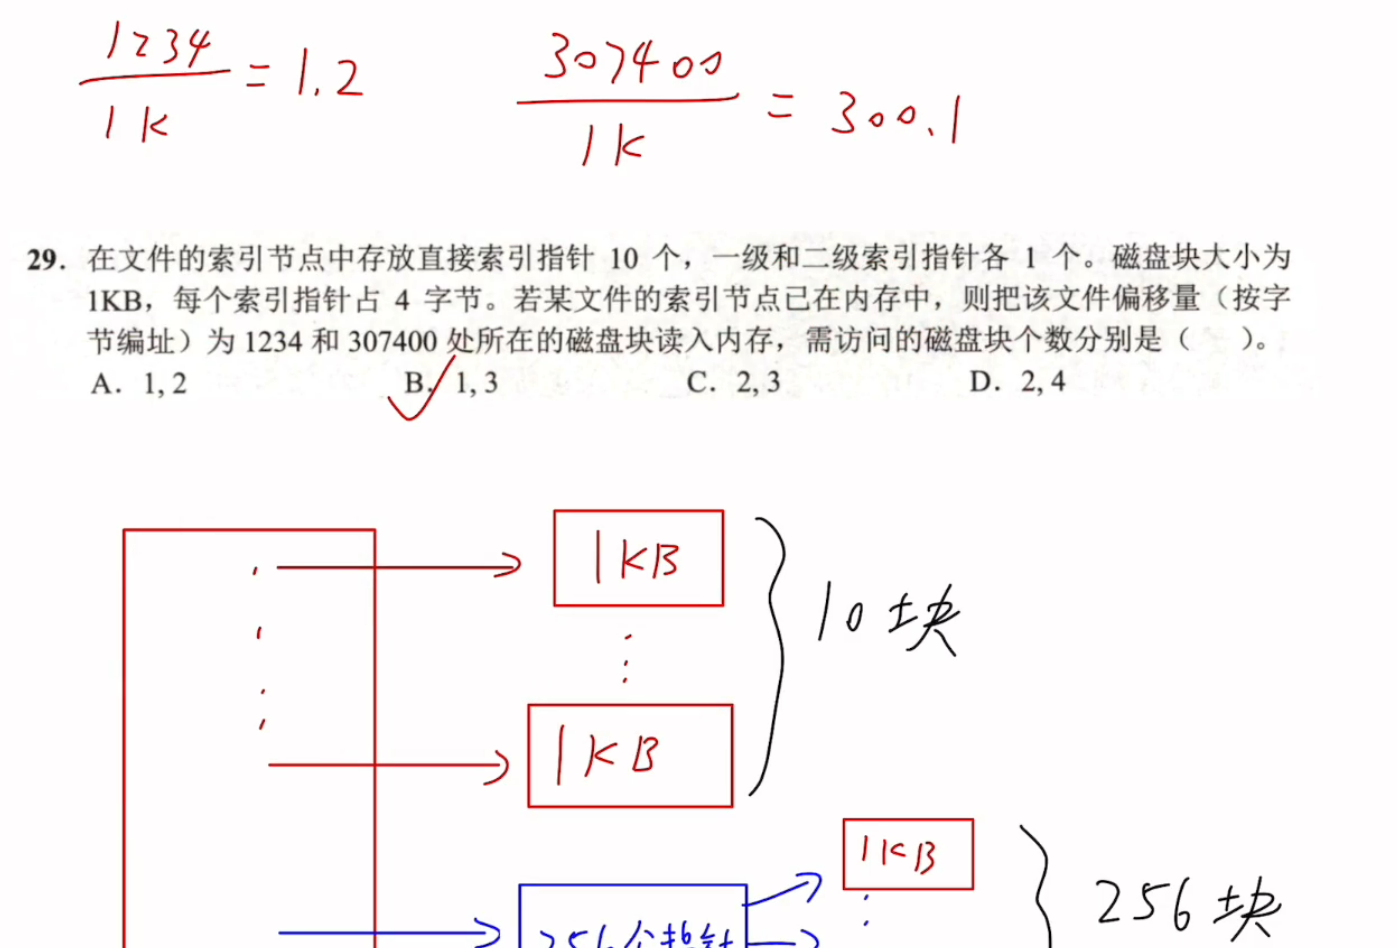 1234 / 1K = 1.2
307400 / 1K = 300.1
29. 在文件的索引节点中存放直接索引指针 10 个，一级和二级索引指针各 1 个。磁盘块大小为
1KB，每个索引指针占 4 字节。若某文件的索引节点已在内存中，则把该文件偏移量（按字
节编址）为 1234 和 307400 处所在的磁盘块读入内存，需访问的磁盘块个数分别是（ ）。
A. 1, 2 B. 1, 3 C. 2, 3 D. 2, 4
1KB
10块
1KB
1KB
256块
256个指针